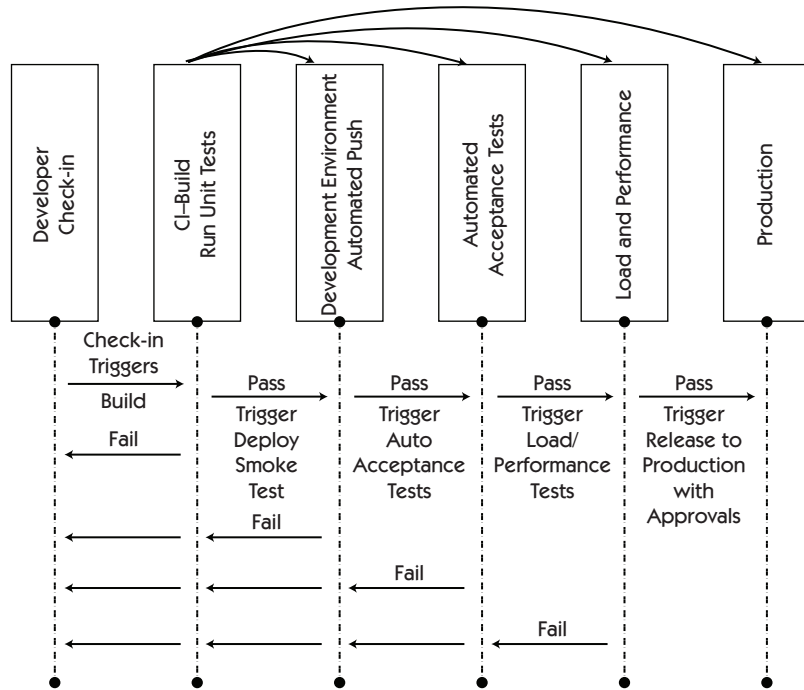 Developer
Check-in
CI–Build
Run Unit Tests
Development Environment
Automated Push
Automated
Acceptance Tests
Load and Performance
Production
Check-in
Triggers
Build
Fail
Pass
Trigger
Deploy
Smoke
Test
Pass
Trigger
Auto
Acceptance
Tests
Pass
Trigger
Load/
Performance
Tests
Pass
Trigger
Release to
Production
with
Approvals
Fail
Fail
Fail